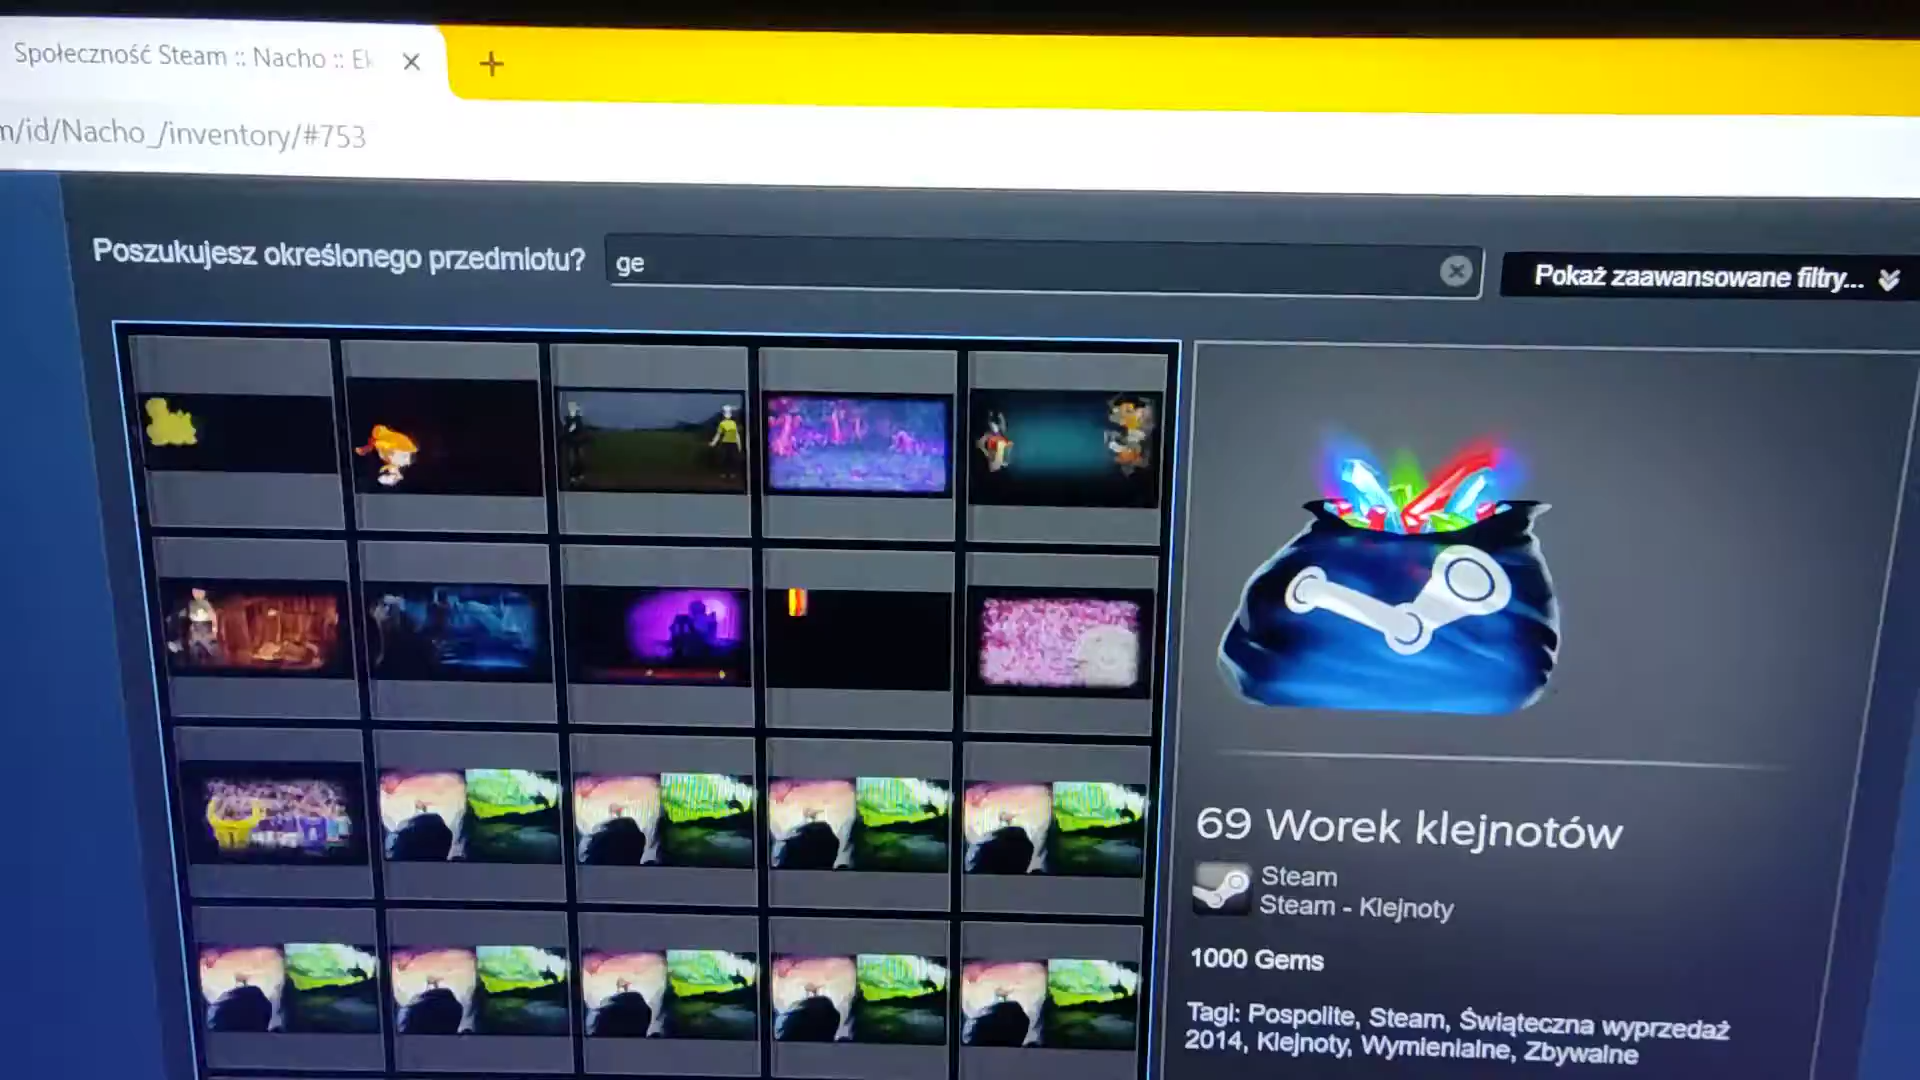 Społeczność Steam :: Nacho :: Ek
m/id/Nacho_/inventory/#753
Poszukujesz określonego przedmiotu?
ge
Pokaż zaawansowane filtry...
69 Worek klejnotów
Steam
Steam - Klejnoty
1000 Gems
Tagi: Pospolite, Steam, Świąteczna wyprzedaż
2014, Klejnoty, Wymienialne, Zbywalne